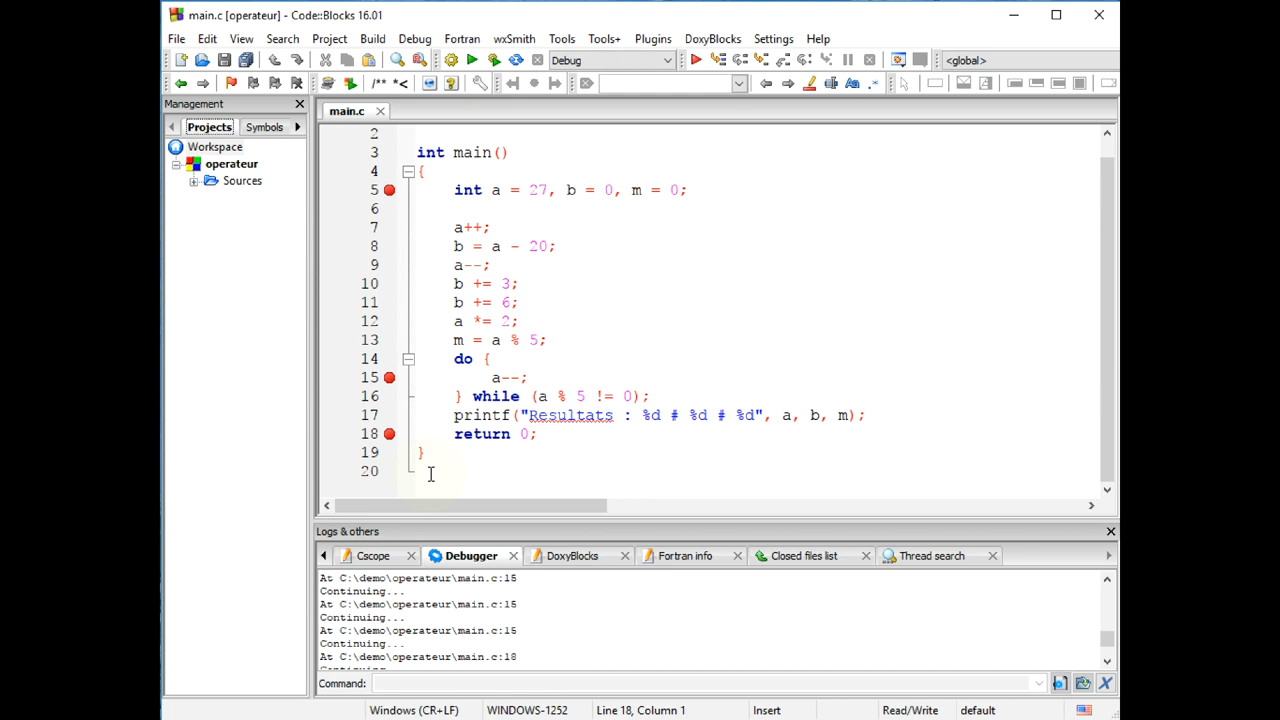 main.c [operateur] - Code::Blocks 16.01
File Edit View Search Project Build Debug Fortran wxSmith Tools Tools+ Plugins DoxyBlocks Settings Help
Debug <global>
/** *<
Management
Projects Symbols
Workspace
operateur
Sources
main.c
2
3 int main()
4 {
5 int a = 27, b = 0, m = 0;
6
7 a++;
8 b = a - 20;
9 a--;
10 b += 3;
11 b += 6;
12 a *= 2;
13 m = a % 5;
14 do {
15 a--;
16 } while (a % 5 != 0);
17 printf("Resultats : %d # %d # %d", a, b, m);
18 return 0;
19 }
20
Logs & others
Cscope Debugger DoxyBlocks Fortran info Closed files list Thread search
At C:\demo\operateur\main.c:15
Continuing...
At C:\demo\operateur\main.c:15
Continuing...
At C:\demo\operateur\main.c:15
Continuing...
At C:\demo\operateur\main.c:18
Continuing...
Command:
Windows (CR+LF) WINDOWS-1252 Line 18, Column 1 Insert Read/Write default